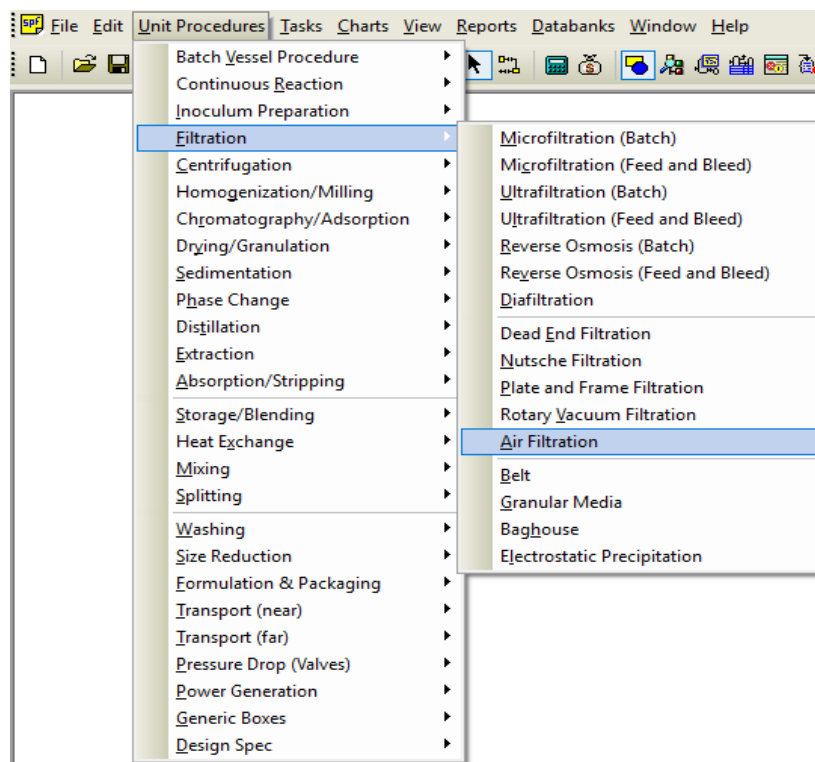 spf File Edit Unit Procedures Tasks Charts View Reports Databanks Window Help
Batch Vessel Procedure
Continuous Reaction
Inoculum Preparation
Filtration
Centrifugation
Homogenization/Milling
Chromatography/Adsorption
Drying/Granulation
Sedimentation
Phase Change
Distillation
Extraction
Absorption/Stripping
Storage/Blending
Heat Exchange
Mixing
Splitting
Washing
Size Reduction
Formulation & Packaging
Transport (near)
Transport (far)
Pressure Drop (Valves)
Power Generation
Generic Boxes
Design Spec
Microfiltration (Batch)
Microfiltration (Feed and Bleed)
Ultrafiltration (Batch)
Ultrafiltration (Feed and Bleed)
Reverse Osmosis (Batch)
Reverse Osmosis (Feed and Bleed)
Diafiltration
Dead End Filtration
Nutsche Filtration
Plate and Frame Filtration
Rotary Vacuum Filtration
Air Filtration
Belt
Granular Media
Baghouse
Electrostatic Precipitation